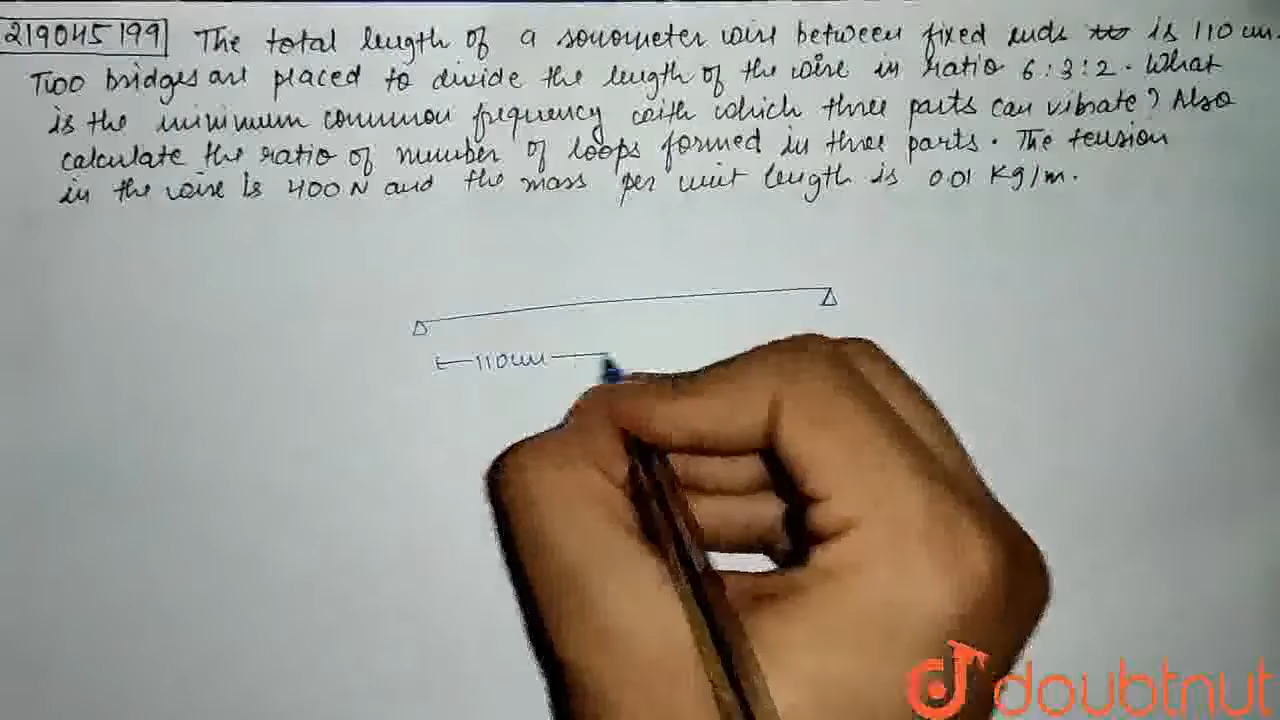 219045199 The total length of a sonometer wire between fixed ends is 110 cm.
Two bridges are placed to divide the length of the wire in ratio 6:3:2. What
is the minimum common frequency with which three parts can vibrate? Also
calculate the ratio of number of loops formed in three parts. The tension
in the wire is 400 N and the mass per unit length is 0.01 Kg/m.
110cm
doubtnut